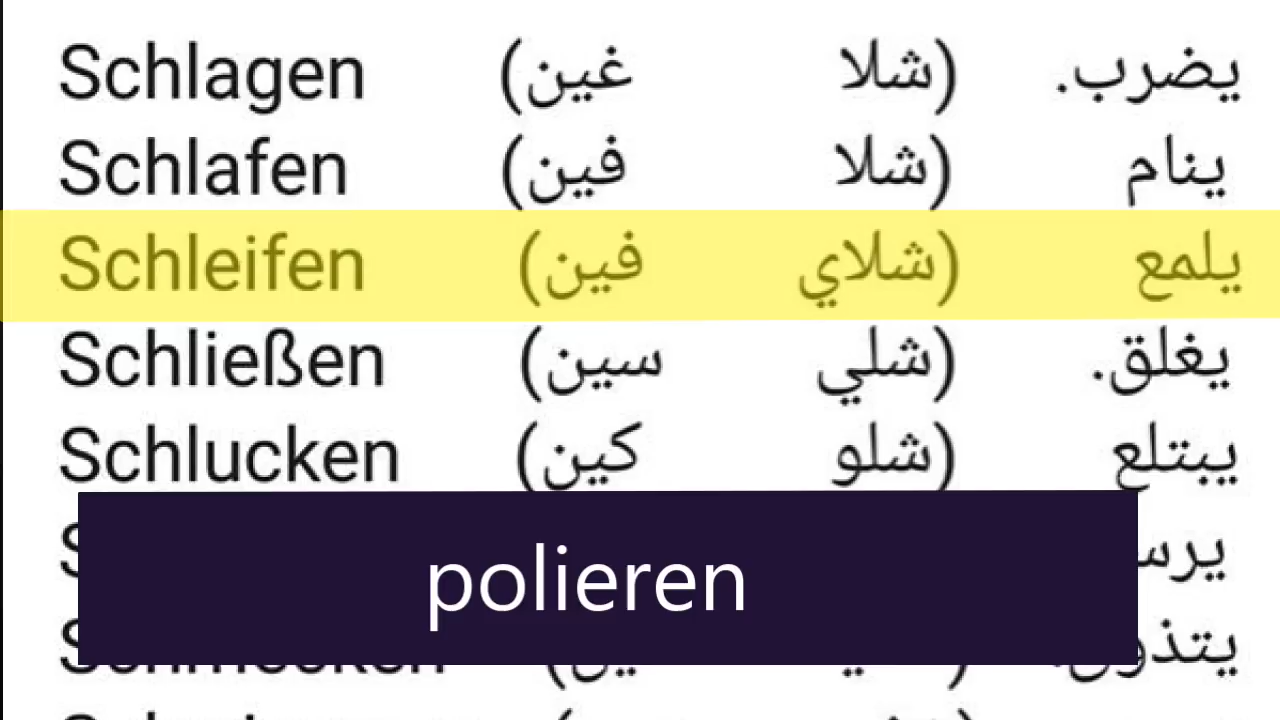 Schlagen (شلا غين) يضرب.
Schlafen (شلا فين) ينام
Schleifen (شلاي فين) يلمع
Schließen (شلي سين) يغلق.
Schlucken (شلو كين) يبتلع
polieren